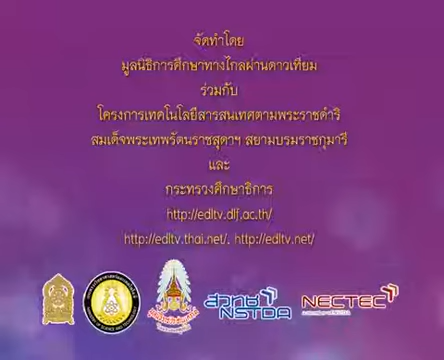 จัดทำโดย
มูลนิธิการศึกษาทางไกลผ่านดาวเทียม
ร่วมกับ
โครงการเทคโนโลยีสารสนเทศตามพระราชดำริ
สมเด็จพระเทพรัตนราชสุดาฯ สยามบรมราชกุมารี
และ
กระทรวงศึกษาธิการ
http://edltv.dlf.ac.th/
http://edltv.thai.net/, http://edltv.net/
สวทช
NSTDA
NECTEC